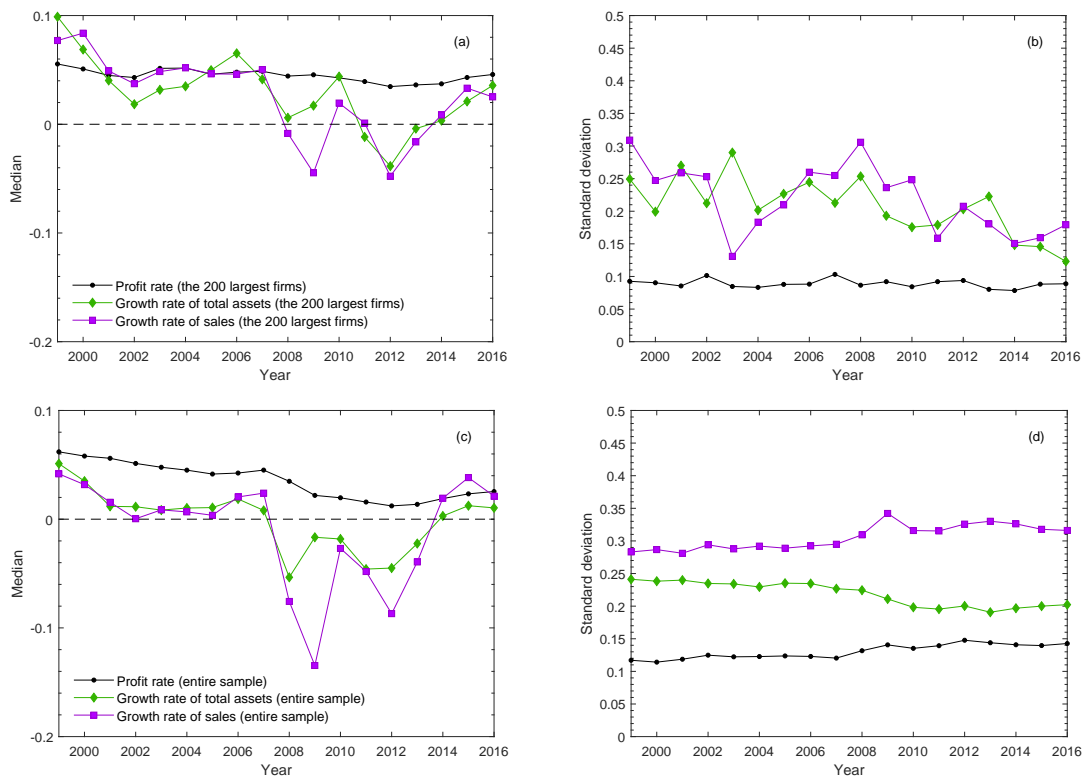 0.1
0
-0.1
-0.2
Median
(a)
Profit rate (the 200 largest firms)
Growth rate of total assets (the 200 largest firms)
Growth rate of sales (the 200 largest firms)
2000 2002 2004 2006 2008 2010 2012 2014 2016
Year
0.5
0.45
0.4
0.35
0.3
0.25
0.2
0.15
0.1
0.05
0
Standard deviation
(b)
2000 2002 2004 2006 2008 2010 2012 2014 2016
Year
0.1
0
-0.1
-0.2
Median
(c)
Profit rate (entire sample)
Growth rate of total assets (entire sample)
Growth rate of sales (entire sample)
2000 2002 2004 2006 2008 2010 2012 2014 2016
Year
0.5
0.45
0.4
0.35
0.3
0.25
0.2
0.15
0.1
0.05
0
Standard deviation
(d)
2000 2002 2004 2006 2008 2010 2012 2014 2016
Year